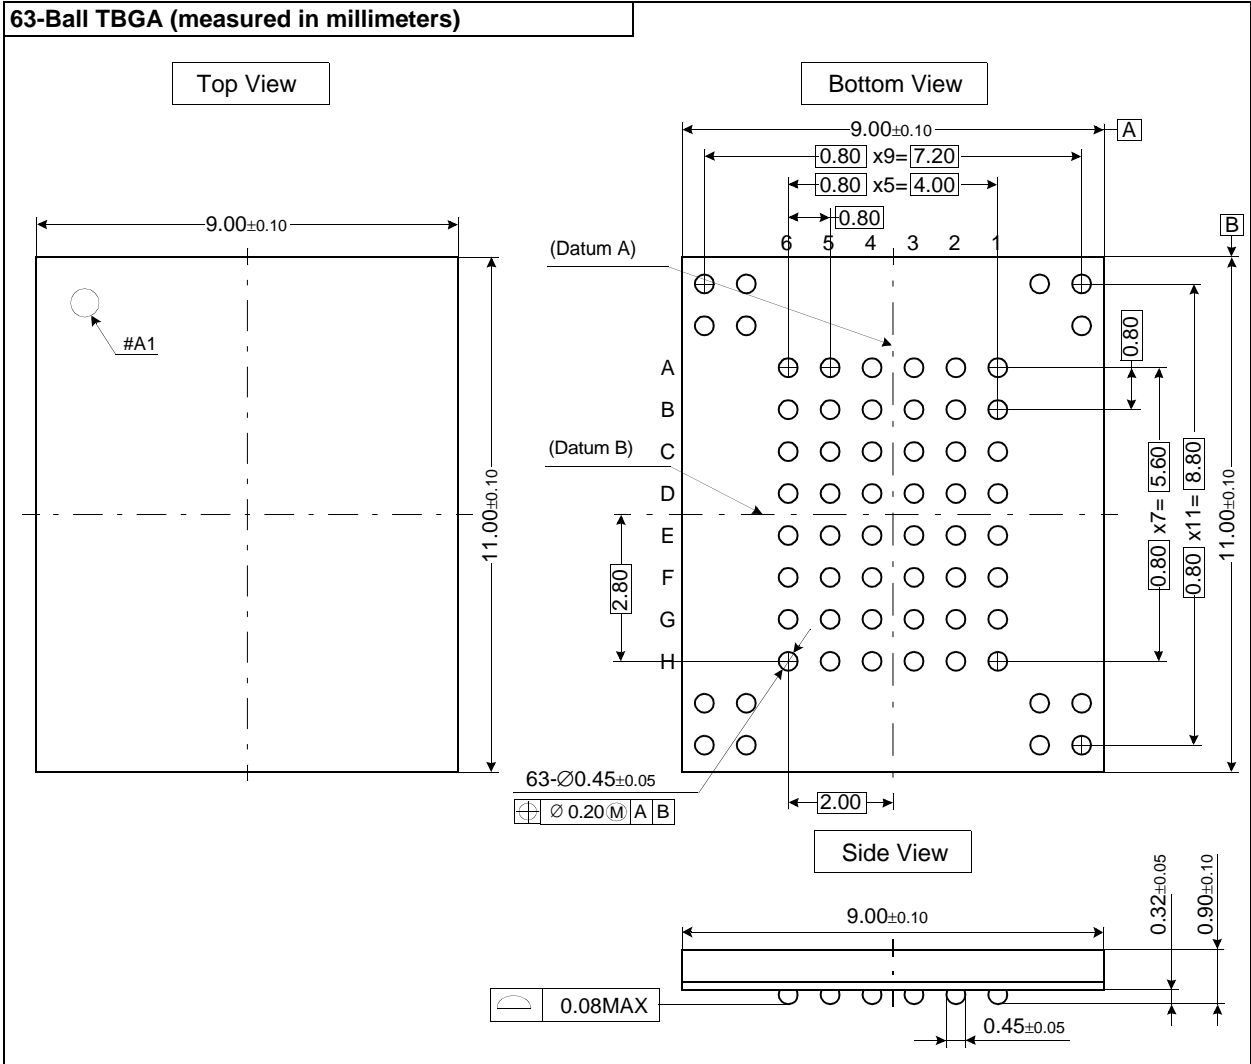 63-Ball TBGA (measured in millimeters)
Top View
Bottom View
9.00±0.10
A
0.80 x9= 7.20
0.80 x5= 4.00
0.80
9.00±0.10
B
6 5 4 3 2 1
(Datum A)
#A1
0.80
A
B
C
D
E
F
G
H
(Datum B)
11.00±0.10
2.80
0.80 x7= 5.60
0.80 x11= 8.80
11.00±0.10
63-∅0.45±0.05
⌖ ∅ 0.20 Ⓜ A B
2.00
Side View
9.00±0.10
0.32±0.05
0.90±0.10
⌓ 0.08MAX
0.45±0.05